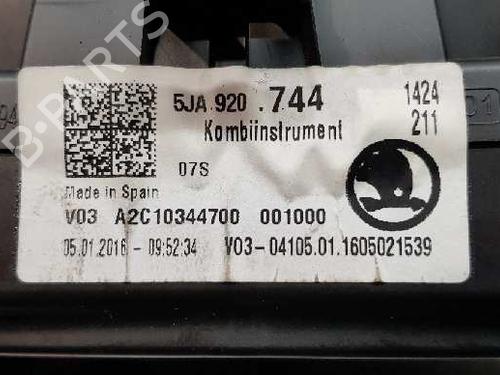 5JA.920 .744 1424
Kombiinstrument 211
07S
Made in Spain
V03 A2C10344700 001000
05.01.2016 - 09:52:34 V03-04105.01.1605021539
B-PARTS